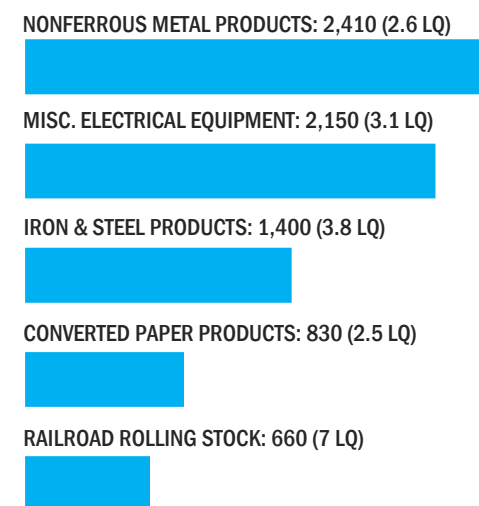 NONFERROUS METAL PRODUCTS: 2,410 (2.6 LQ)
MISC. ELECTRICAL EQUIPMENT: 2,150 (3.1 LQ)
IRON & STEEL PRODUCTS: 1,400 (3.8 LQ)
CONVERTED PAPER PRODUCTS: 830 (2.5 LQ)
RAILROAD ROLLING STOCK: 660 (7 LQ)